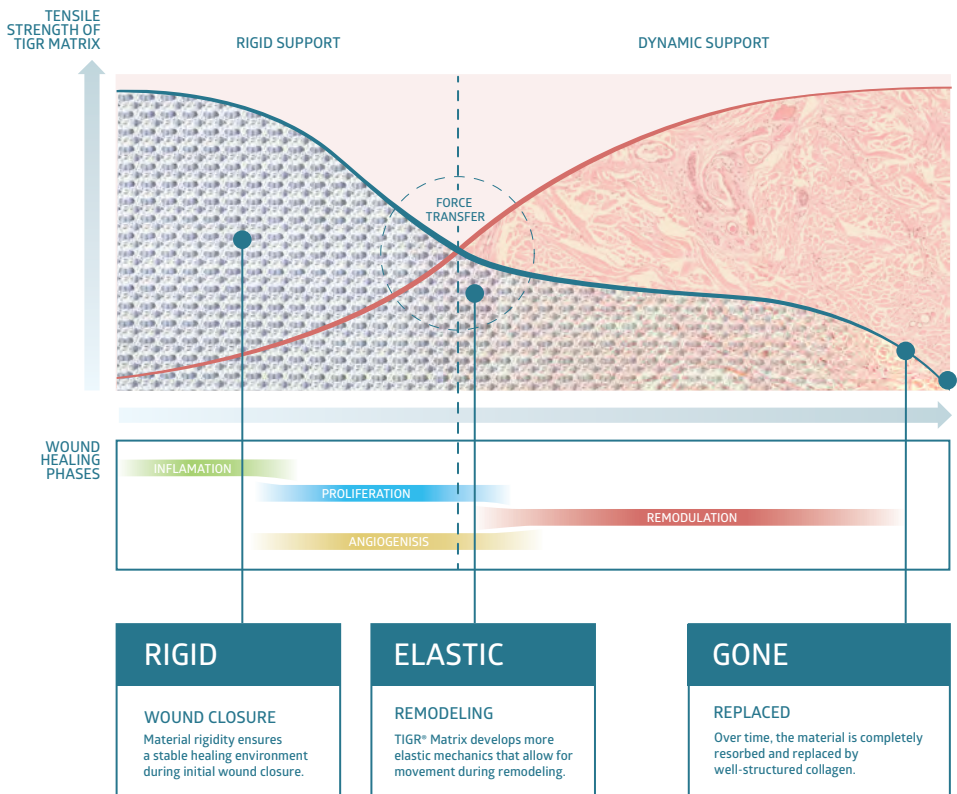 TENSILE
STRENGTH OF
TIGR MATRIX
RIGID SUPPORT
DYNAMIC SUPPORT
FORCE
TRANSFER
WOUND
HEALING
PHASES
INFLAMATION
PROLIFERATION
REMODULATION
ANGIOGENISIS
RIGID
WOUND CLOSURE
Material rigidity ensures
a stable healing environment
during initial wound closure.
ELASTIC
REMODELING
TIGR® Matrix develops more
elastic mechanics that allow for
movement during remodeling.
GONE
REPLACED
Over time, the material is completely
resorbed and replaced by
well-structured collagen.